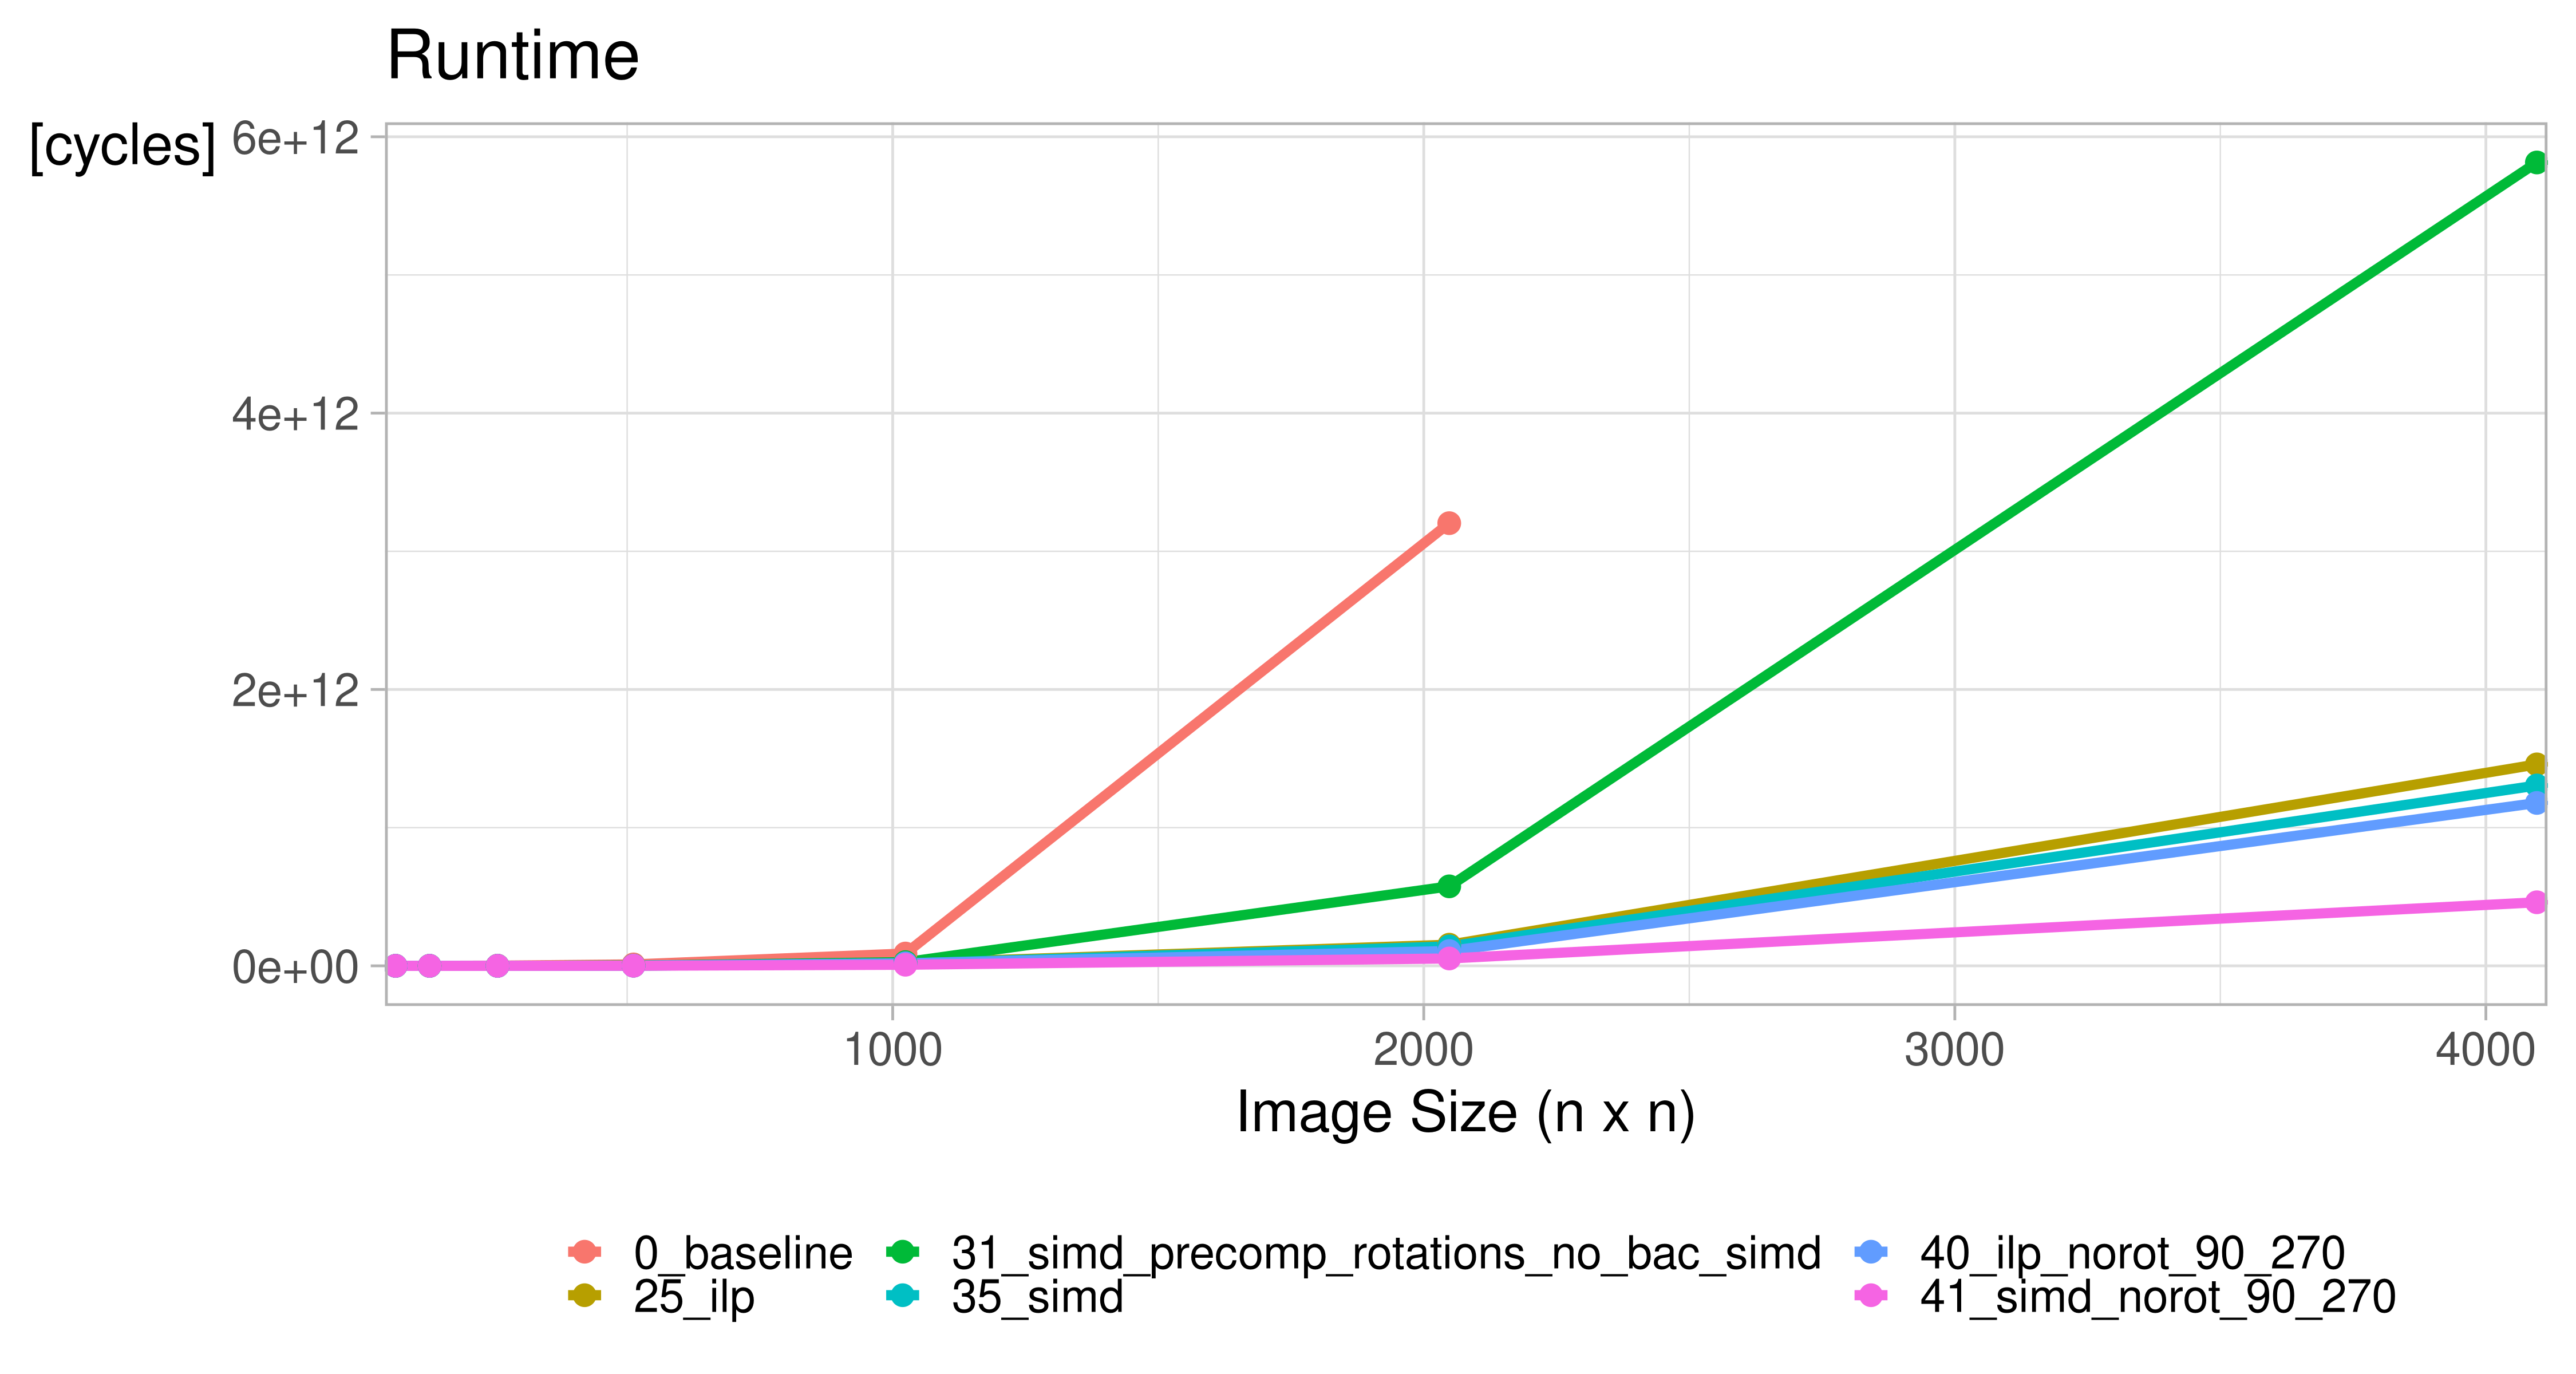 Runtime
[cycles]
6e+12
4e+12
2e+12
0e+00
1000 2000 3000 4000
Image Size (n x n)
0_baseline 31_simd_precomp_rotations_no_bac_simd 40_ilp_norot_90_270
25_ilp 35_simd 41_simd_norot_90_270